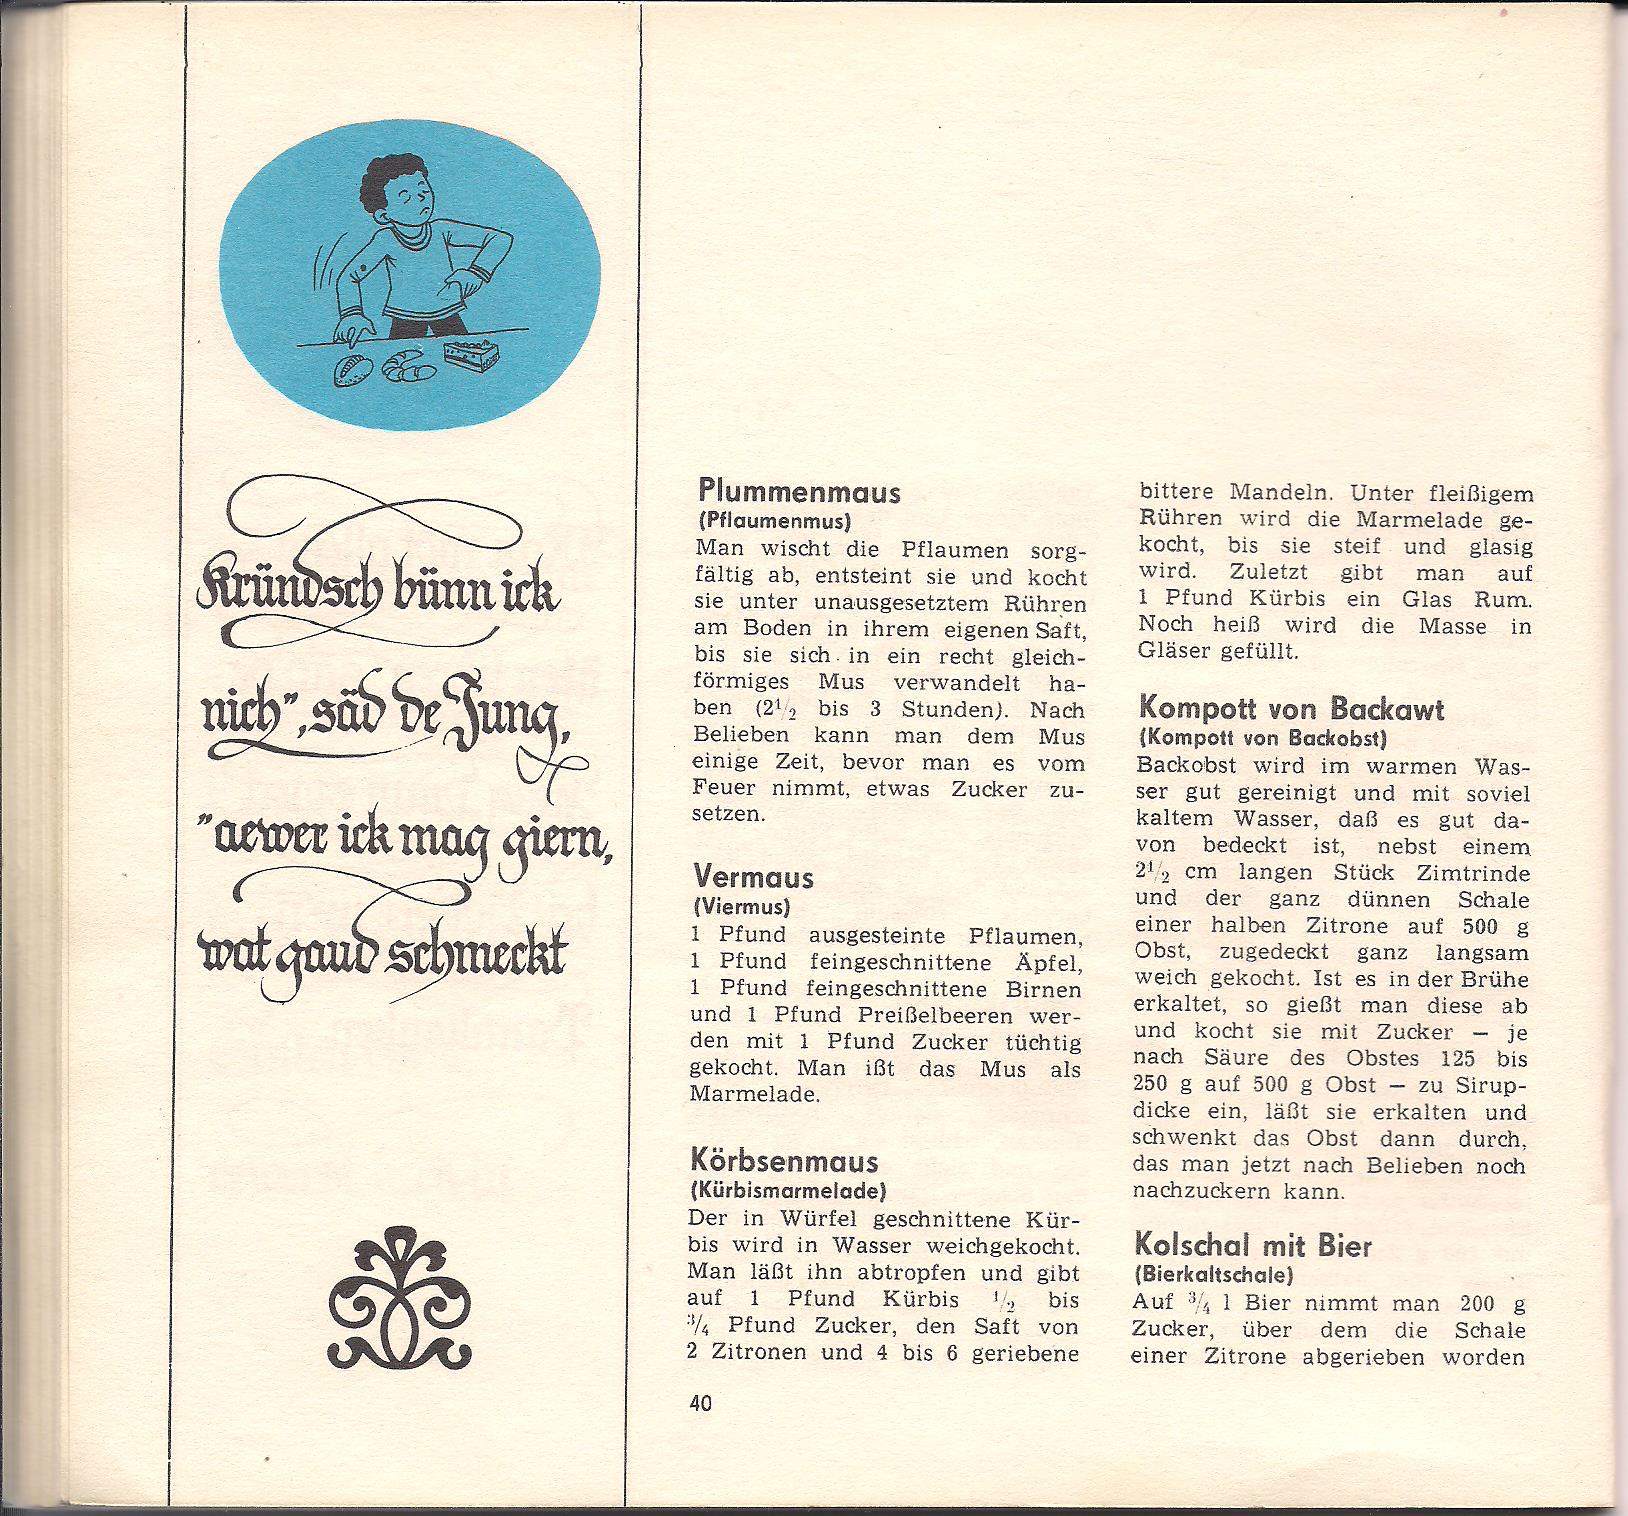 Kründsch bünn ick
nich", säd de Jung,
"aewer ick mag giern,
wat gaud schmeckt
Plummenmaus
(Pflaumenmus)
Man wischt die Pflaumen sorg-
fältig ab, entsteint sie und kocht
sie unter unausgesetztem Rühren
am Boden in ihrem eigenen Saft,
bis sie sich in ein recht gleich-
förmiges Mus verwandelt ha-
ben (2½ bis 3 Stunden). Nach
Belieben kann man dem Mus
einige Zeit, bevor man es vom
Feuer nimmt, etwas Zucker zu-
setzen.
Vermaus
(Viermus)
1 Pfund ausgesteinte Pflaumen,
1 Pfund feingeschnittene Äpfel,
1 Pfund feingeschnittene Birnen
und 1 Pfund Preißelbeeren wer-
den mit 1 Pfund Zucker tüchtig
gekocht. Man ißt das Mus als
Marmelade.
Körbsenmaus
(Kürbismarmelade)
Der in Würfel geschnittene Kür-
bis wird in Wasser weichgekocht.
Man läßt ihn abtropfen und gibt
auf 1 Pfund Kürbis ½ bis
¾ Pfund Zucker, den Saft von
2 Zitronen und 4 bis 6 geriebene
bittere Mandeln. Unter fleißigem
Rühren wird die Marmelade ge-
kocht, bis sie steif und glasig
wird. Zuletzt gibt man auf
1 Pfund Kürbis ein Glas Rum.
Noch heiß wird die Masse in
Gläser gefüllt.
Kompott von Backawt
(Kompott von Backobst)
Backobst wird im warmen Was-
ser gut gereinigt und mit soviel
kaltem Wasser, daß es gut da-
von bedeckt ist, nebst einem
2½ cm langen Stück Zimtrinde
und der ganz dünnen Schale
einer halben Zitrone auf 500 g
Obst, zugedeckt ganz langsam
weich gekocht. Ist es in der Brühe
erkaltet, so gießt man diese ab
und kocht sie mit Zucker — je
nach Säure des Obstes 125 bis
250 g auf 500 g Obst — zu Sirup-
dicke ein, läßt sie erkalten und
schwenkt das Obst dann durch,
das man jetzt nach Belieben noch
nachzuckern kann.
Kolschal mit Bier
(Bierkaltschale)
Auf ¾ l Bier nimmt man 200 g
Zucker, über dem die Schale
einer Zitrone abgerieben worden
40